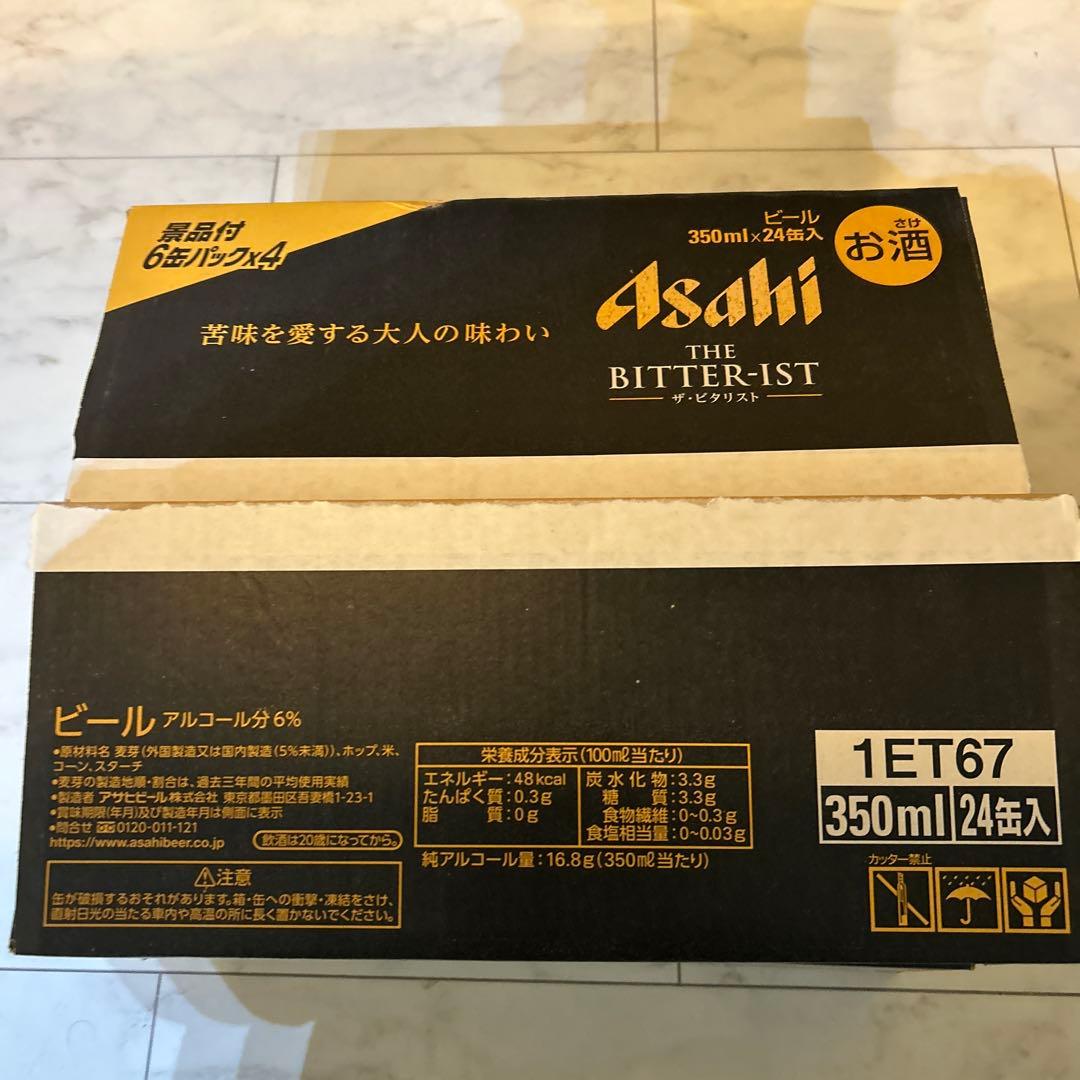 景品付
6缶パックx4
ビール
350ml×24缶入
さけ
お酒
苦味を愛する大人の味わい
Asahi
THE
BITTER-IST
ザ・ビタリスト
ビール アルコール分6%
•原材料名 麦芽(外国製造又は国内製造(5%未満))、ホップ、米、
コーン、スターチ
•麦芽の製造地順・割合は、過去三年間の平均使用実績
•製造者 アサヒビール株式会社 東京都墨田区吾妻橋1-23-1
•賞味期限(年月)及び製造年月は側面に表示
•問合せ 0120-011-121
https://www.asahibeer.co.jp
飲酒は20歳になってから。
⚠注意
缶が破損するおそれがあります。箱・缶への衝撃・凍結をさけ、
直射日光の当たる車内や高温の所に長く置かないでください。
栄養成分表示(100ml当たり)
エネルギー:48kcal
たんぱく質:0.3g
脂質:0g
炭水化物:3.3g
糖質:3.3g
食物繊維:0~0.3g
食塩相当量:0~0.03g
純アルコール量:16.8g(350ml当たり)
1ET67
350ml 24缶入
カッター禁止